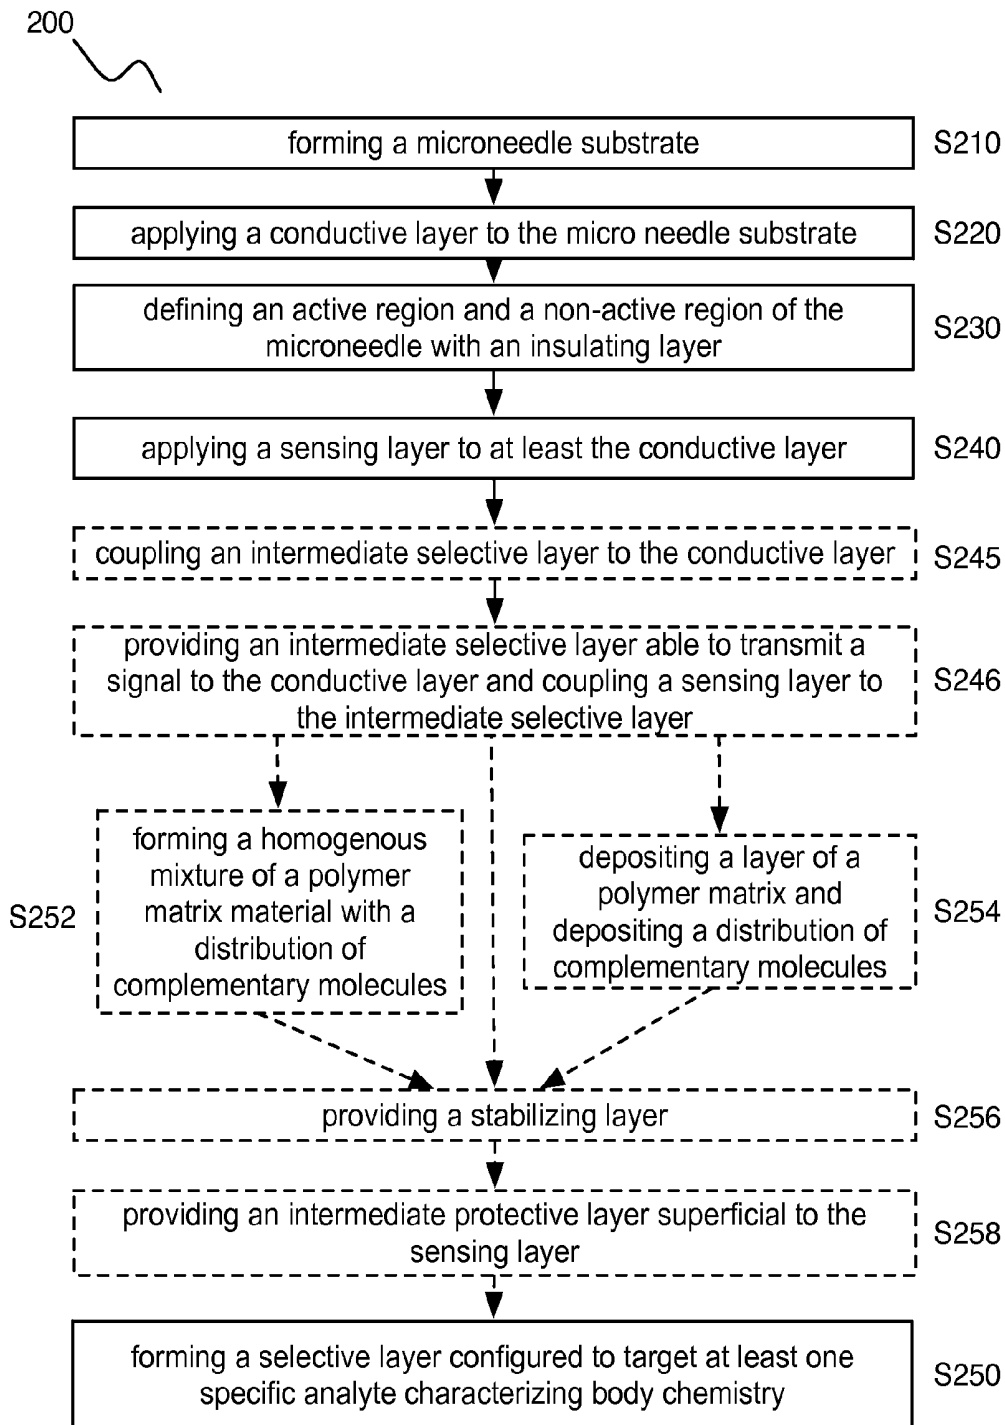 200
forming a microneedle substrate
S210
applying a conductive layer to the micro needle substrate
S220
defining an active region and a non-active region of the
microneedle with an insulating layer
S230
applying a sensing layer to at least the conductive layer
S240
coupling an intermediate selective layer to the conductive layer
S245
providing an intermediate selective layer able to transmit a
signal to the conductive layer and coupling a sensing layer to
the intermediate selective layer
S246
S252
forming a homogenous
mixture of a polymer
matrix material with a
distribution of
complementary molecules
depositing a layer of a
polymer matrix and
depositing a distribution of
complementary molecules
S254
providing a stabilizing layer
S256
providing an intermediate protective layer superficial to the
sensing layer
S258
forming a selective layer configured to target at least one
specific analyte characterizing body chemistry
S250